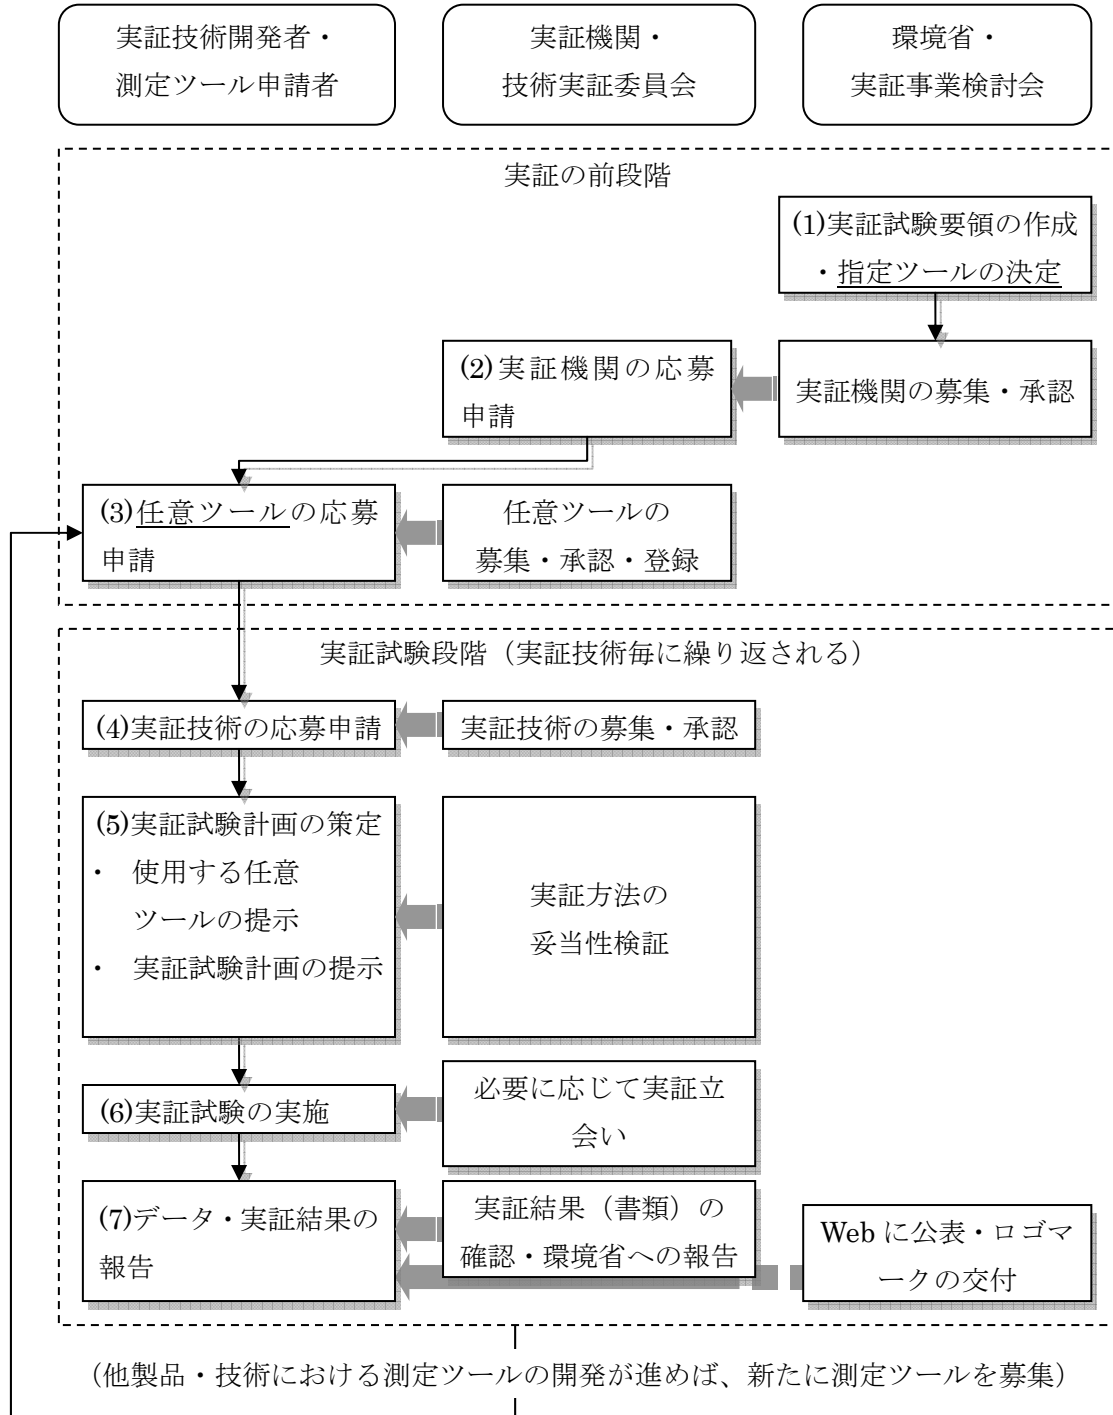 実証技術開発者・
測定ツール申請者
実証機関・
技術実証委員会
環境省・
実証事業検討会
実証の前段階
(1)実証試験要領の作成
・指定ツールの決定
(2)実証機関の応募
申請
実証機関の募集・承認
(3)任意ツールの応募
申請
任意ツールの
募集・承認・登録
実証試験段階（実証技術毎に繰り返される）
(4)実証技術の応募申請
実証技術の募集・承認
(5)実証試験計画の策定
・ 使用する任意
ツールの提示
・ 実証試験計画の提示
実証方法の
妥当性検証
(6)実証試験の実施
必要に応じて実証立
会い
(7)データ・実証結果の
報告
実証結果（書類）の
確認・環境省への報告
Web に公表・ロゴマ
ークの交付
（他製品・技術における測定ツールの開発が進めば、新たに測定ツールを募集）